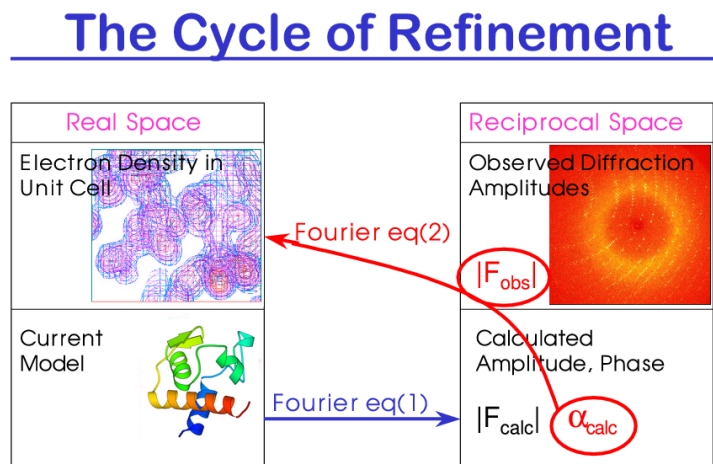 The Cycle of Refinement
Real Space
Electron Density in
Unit Cell
Current
Model
Fourier eq(2)
Fourier eq(1)
Reciprocal Space
Observed Diffraction
Amplitudes
|Fobs|
Calculated
Amplitude, Phase
|Fcalc| αcalc